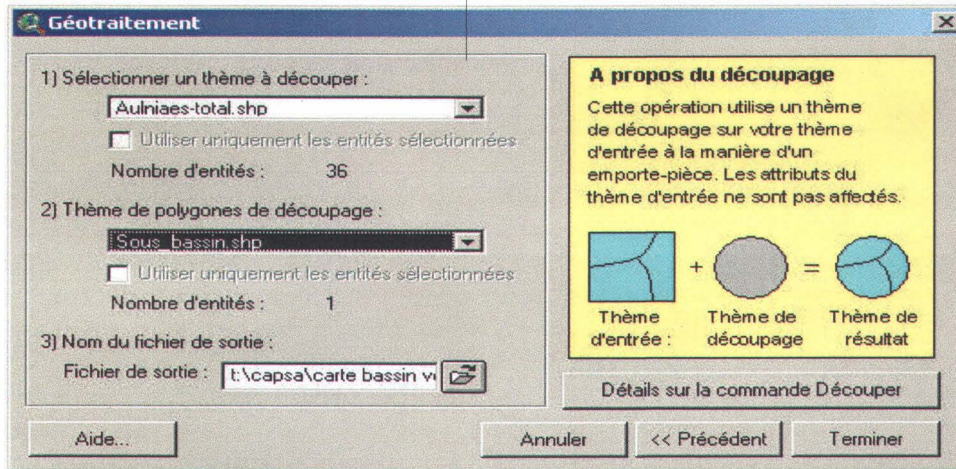 Géotraitement
1) Sélectionner un thème à découper :
Aulniaes-total.shp
Utiliser uniquement les entités sélectionnées
Nombre d'entités : 36
2) Thème de polygones de découpage :
Sous_bassin.shp
Utiliser uniquement les entités sélectionnées
Nombre d'entités : 1
3) Nom du fichier de sortie :
Fichier de sortie : t:\capsa\carte bassin v
A propos du découpage
Cette opération utilise un thème
de découpage sur votre thème
d'entrée à la manière d'un
emporte-pièce. Les attributs du
thème d'entrée ne sont pas affectés.
+ =
Thème Thème de Thème de
d'entrée : découpage résultat
Détails sur la commande Découper
Aide... Annuler << Précédent Terminer